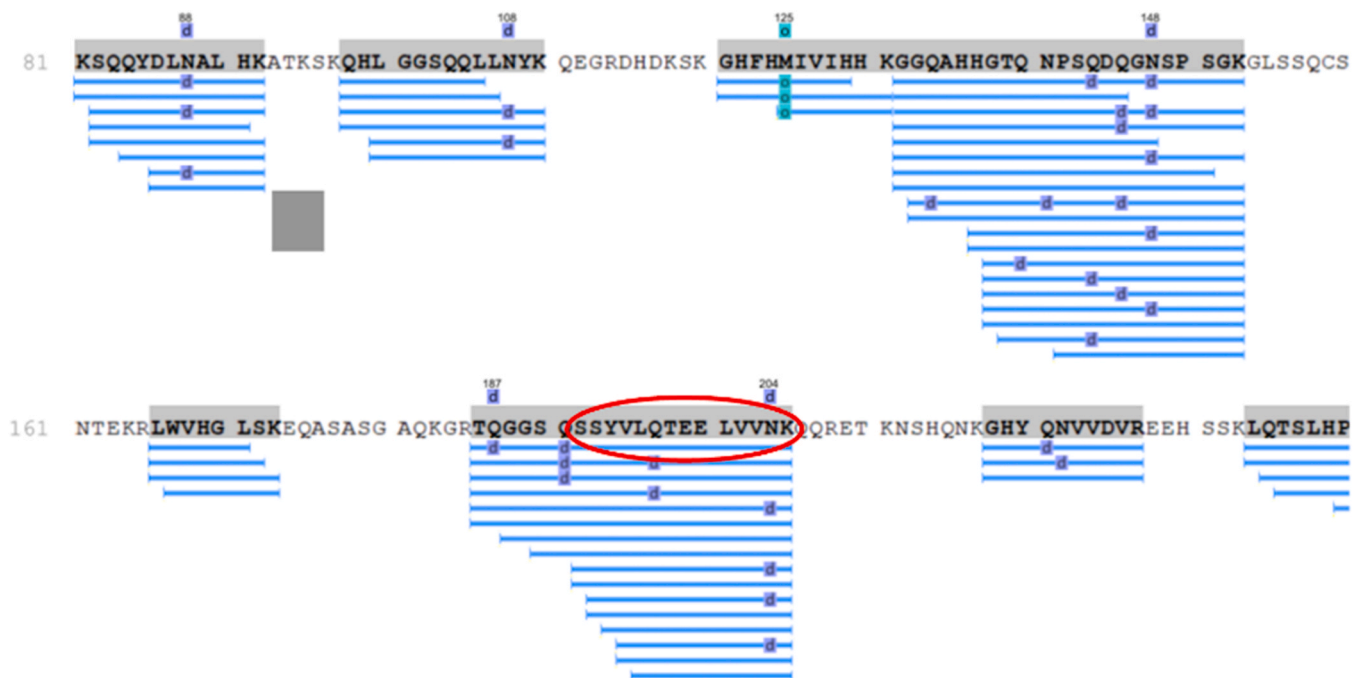 88 108 125 148
d d o d
81 KSQQYDLNAL HKATKSKQHL GGSQQLLNYK QEGRDHDKSK GHFHMIVIHH KGGQAHHGTQ NPSQDQGNSP SGKGLSSQCS
d o d d
o
d d o d d
d
d
d
d
d d d
d
d
d
d
d
d
187 204
d d
161 NTEKRLWVHG LSKEQASASG AQKGRTQGGS QSSYVLQTEE LVVNKQQRET KNSHQNKGHY QNVVDVREEH SSKLQTSLHP
d d d
d d d
d
d
d
d
d
d